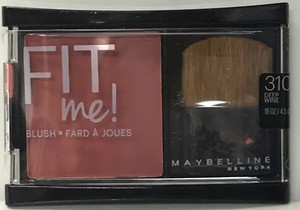 FIT
me!
BLUSH • FARD À JOUES
310
DEEP
WINE
MAYBELLINE
NEW YORK